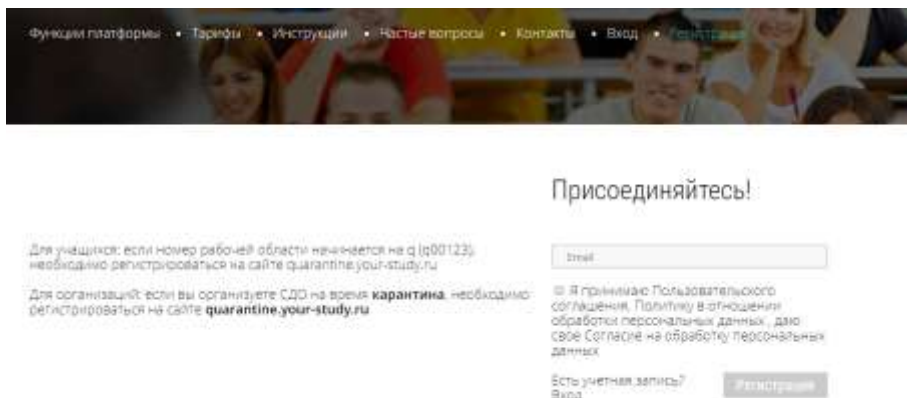 Функции платформы • Тарифы • Инструкции • Частые вопросы • Контакты • Вход • Регистрация
Присоединяйтесь!
Для учащихся: если номер рабочей области начинается на q (q00123),
необходимо регистрироваться на сайте quarantine.your-study.ru
Для организаций: если вы организуете СДО на время карантина, необходимо
регистрироваться на сайте quarantine.your-study.ru
Email
Я принимаю Пользовательского
соглашения, Политику в отношении
обработки персональных данных, даю
свое Согласие на обработку персональных
данных
Есть учетная запись?
Вход
Регистрация